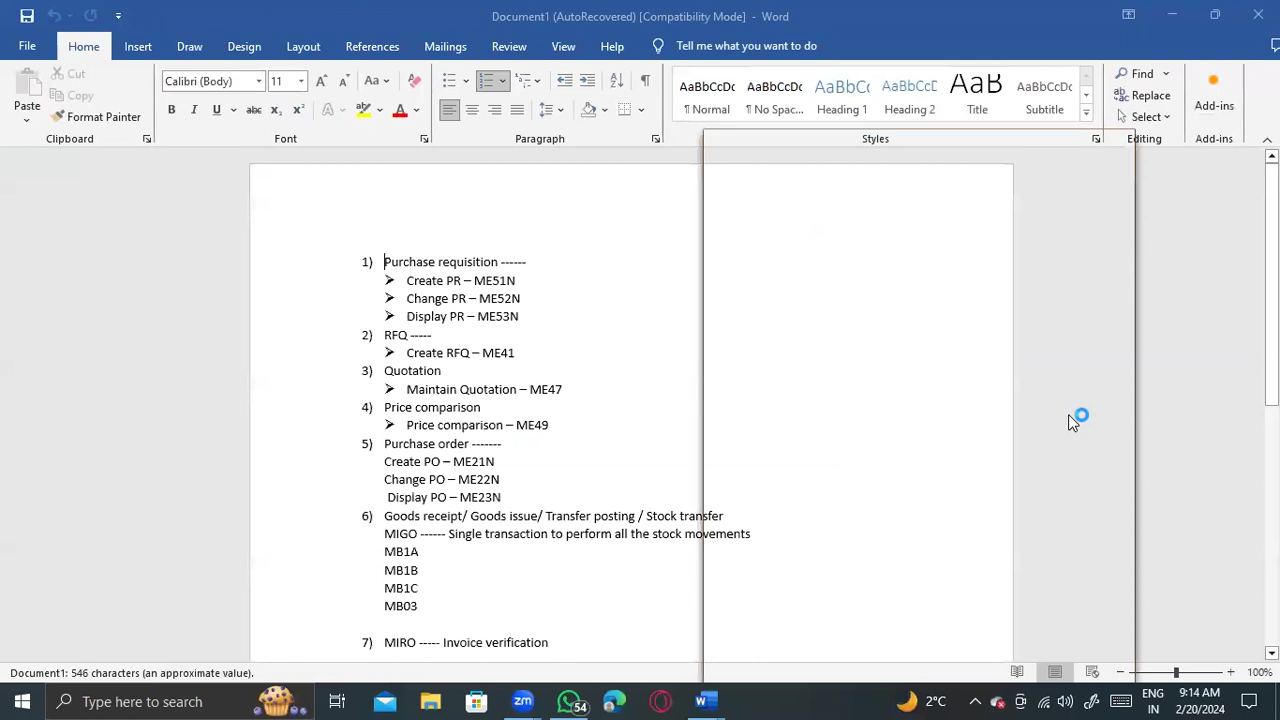 Document1 (AutoRecovered) [Compatibility Mode] - Word
File Home Insert Draw Design Layout References Mailings Review View Help Tell me what you want to do
Paste
Cut
Copy
Format Painter
Clipboard
Calibri (Body) 11
Font
Paragraph
AaBbCcDc AaBbCcDc AaBbCcD AaBbCcD AaB AaBbCcD
¶ Normal ¶ No Spac... Heading 1 Heading 2 Title Subtitle
Styles
Find
Replace
Select
Editing
Add-ins
Add-ins
1) Purchase requisition ------
➤ Create PR – ME51N
➤ Change PR – ME52N
➤ Display PR – ME53N
2) RFQ -----
➤ Create RFQ – ME41
3) Quotation
➤ Maintain Quotation – ME47
4) Price comparison
➤ Price comparison – ME49
5) Purchase order -------
Create PO – ME21N
Change PO – ME22N
Display PO – ME23N
6) Goods receipt/ Goods issue/ Transfer posting / Stock transfer
MIGO ------ Single transaction to perform all the stock movements
MB1A
MB1B
MB1C
MB03
7) MIRO ----- Invoice verification
Document1: 546 characters (an approximate value).
100%
Type here to search
zm
54
2°C
ENG
IN
9:14 AM
2/20/2024